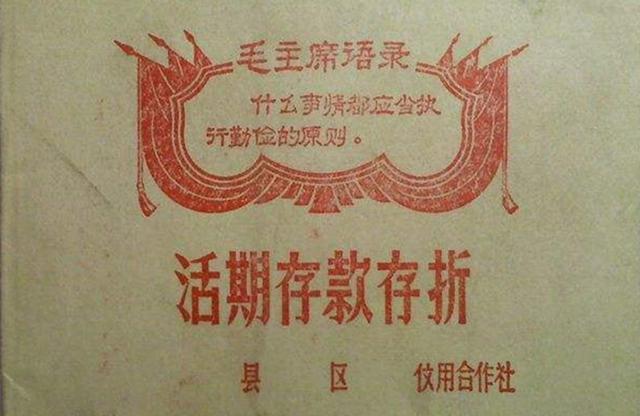 毛主席语录
什么事情都应当执
行勤俭的原则。
活期存款存折
县 区 伩用合作社